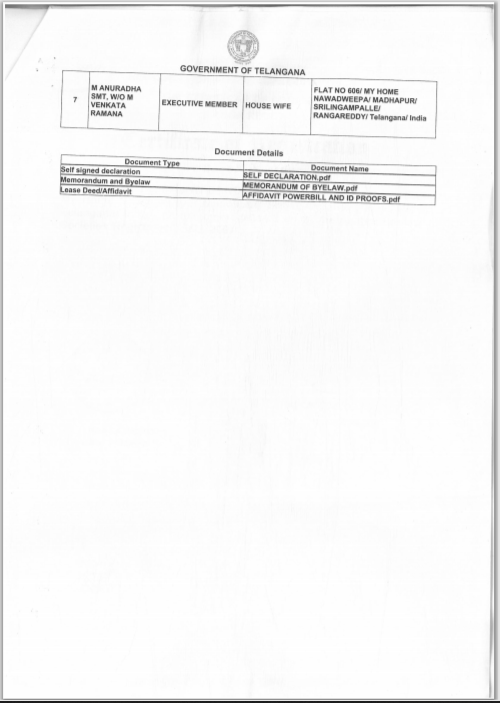 GOVERNMENT OF TELANGANA
7
M ANURADHA
SMT, W/O M
VENKATA
RAMANA
EXECUTIVE MEMBER
HOUSE WIFE
FLAT NO 606/ MY HOME
NAWADWEEPA/ MADHAPUR/
SRILINGAMPALLE/
RANGAREDDY/ Telangana/ India
Document Details
Document Type Document Name
Self signed declaration SELF DECLARATION.pdf
Memorandum and Byelaw MEMORANDUM OF BYELAW.pdf
Lease Deed/Affidavit AFFIDAVIT POWERBILL AND ID PROOFS.pdf